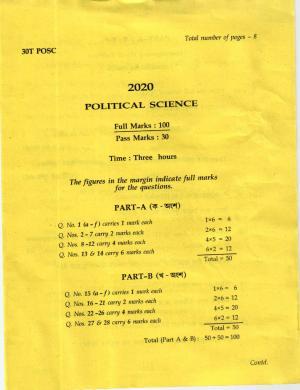 Total number of pages – 8
30T POSC
2020
POLITICAL SCIENCE
Full Marks : 100
Pass Marks : 30
Time : Three hours
The figures in the margin indicate full marks
for the questions.
PART–A (ক - অংশ)
Q. No. 1 (a – f) carries 1 mark each 1×6 = 6
Q. Nos. 2 – 7 carry 2 marks each 2×6 = 12
Q. Nos. 8 –12 carry 4 marks each 4×5 = 20
Q. Nos. 13 & 14 carry 6 marks each 6×2 = 12
Total = 50
PART–B (খ - অংশ)
Q. No. 15 (a – f) carries 1 mark each 1×6 = 6
Q. Nos. 16 – 21 carry 2 marks each 2×6 = 12
Q. Nos. 22 – 26 carry 4 marks each 4×5 = 20
Q. Nos. 27 & 28 carry 6 marks each 6×2 = 12
Total = 50
Total (Part A & B) : 50 + 50 = 100
Contd.